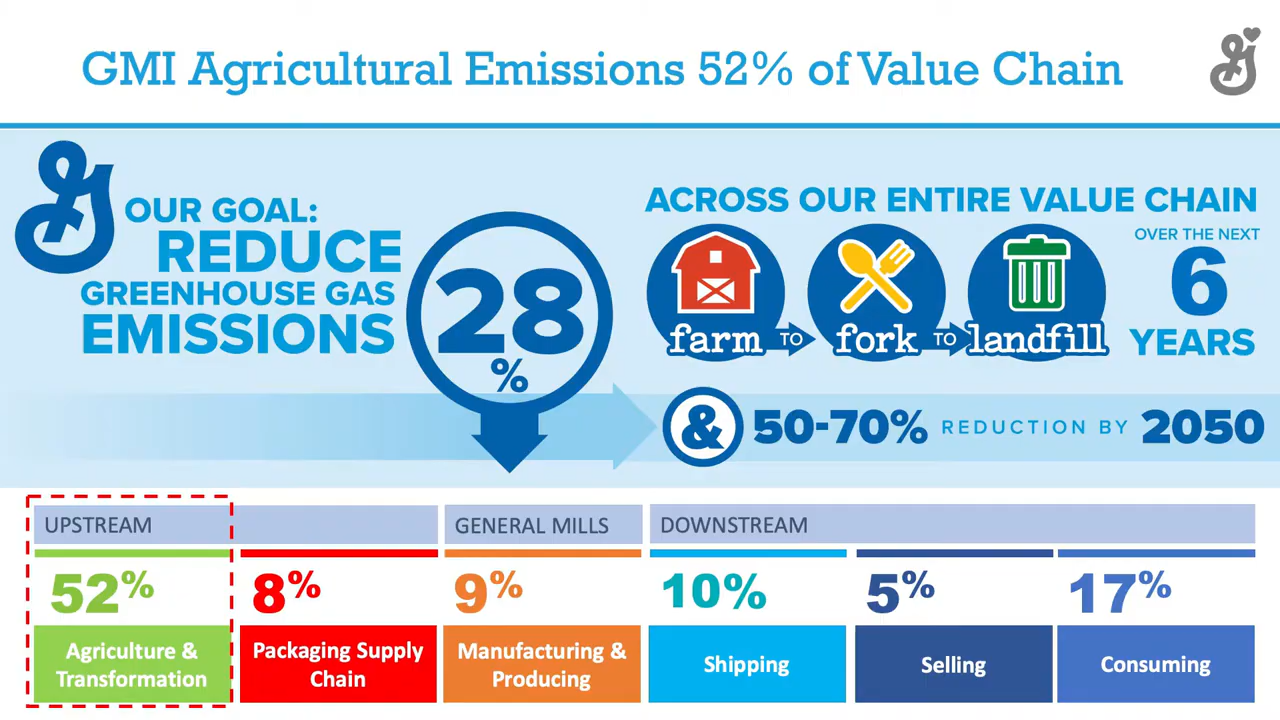 GMI Agricultural Emissions 52% of Value Chain
OUR GOAL:
REDUCE
GREENHOUSE GAS
EMISSIONS
28
%
ACROSS OUR ENTIRE VALUE CHAIN
farm TO fork TO landfill
OVER THE NEXT
6
YEARS
& 50-70% REDUCTION BY 2050
UPSTREAM
GENERAL MILLS
DOWNSTREAM
52%
8%
9%
10%
5%
17%
Agriculture &
Transformation
Packaging Supply
Chain
Manufacturing &
Producing
Shipping
Selling
Consuming